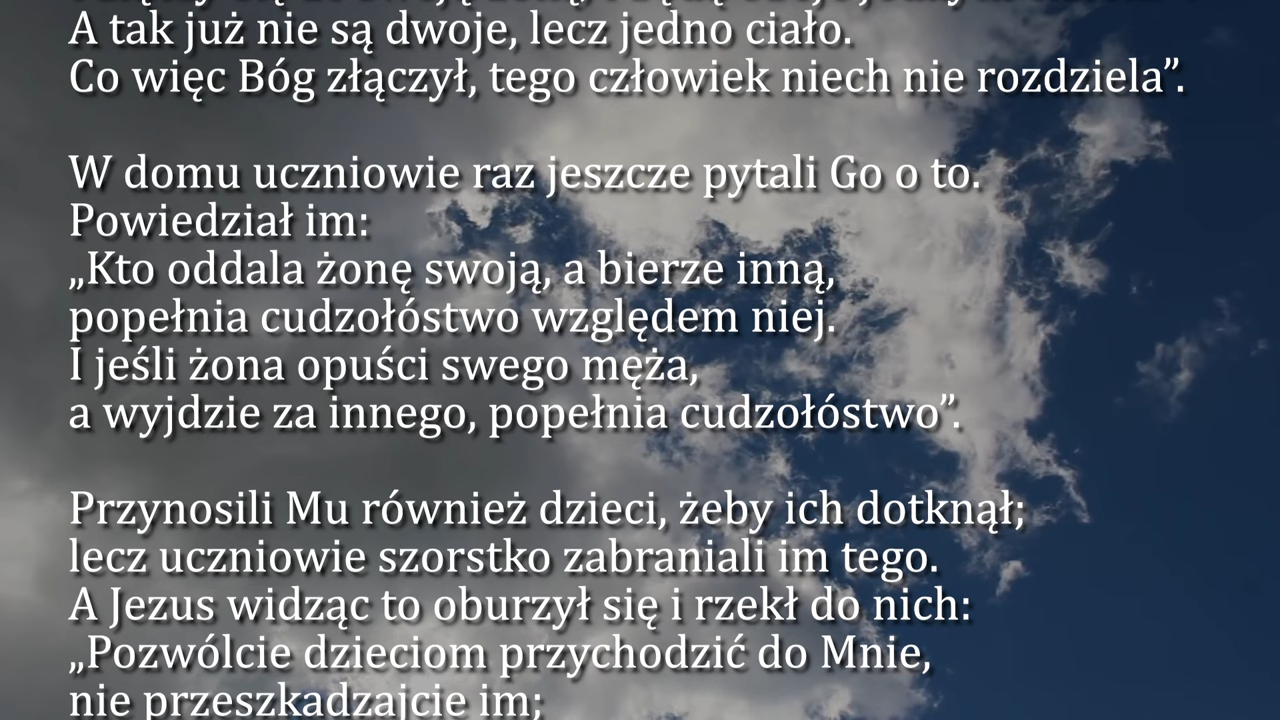 A tak już nie są dwoje, lecz jedno ciało.
Co więc Bóg złączył, tego człowiek niech nie rozdziela”.
W domu uczniowie raz jeszcze pytali Go o to.
Powiedział im:
„Kto oddala żonę swoją, a bierze inną,
popełnia cudzołóstwo względem niej.
I jeśli żona opuści swego męża,
a wyjdzie za innego, popełnia cudzołóstwo”.
Przynosili Mu również dzieci, żeby ich dotknął;
lecz uczniowie szorstko zabraniali im tego.
A Jezus widząc to oburzył się i rzekł do nich:
„Pozwólcie dzieciom przychodzić do Mnie,
nie przeszkadzajcie im;